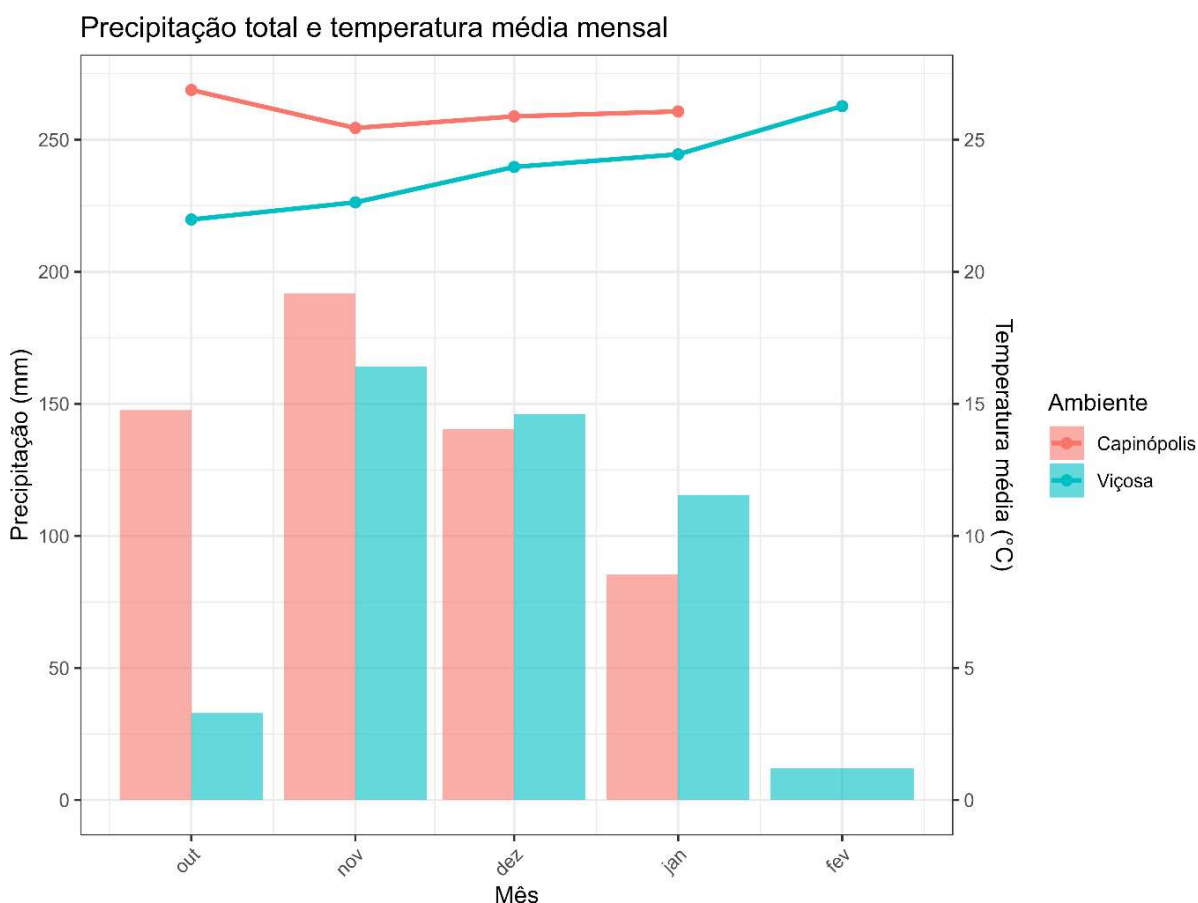 Precipitação total e temperatura média mensal
Precipitação (mm)
250
200
150
100
50
0
25
20
15
10
5
0
Temperatura média (°C)
out
nov
dez
jan
fev
Mês
Ambiente
Capinópolis
Viçosa